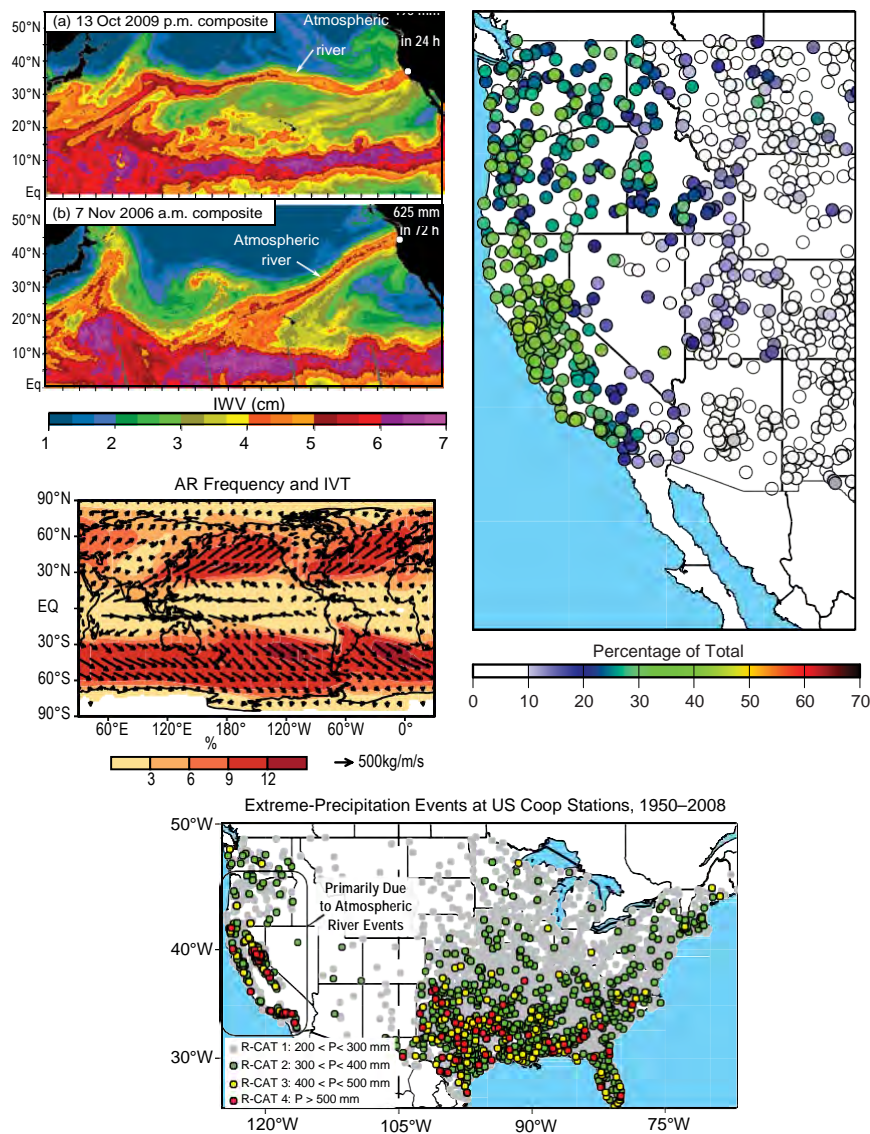 (a) 13 Oct 2009 p.m. composite
Atmospheric
river
in 24 h
50°N
40°N
30°N
20°N
10°N
Eq
(b) 7 Nov 2006 a.m. composite
625 mm
in 72 h
Atmospheric
river
50°N
40°N
30°N
20°N
10°N
Eq
IWV (cm)
1 2 3 4 5 6 7
Percentage of Total
0 10 20 30 40 50 60 70
AR Frequency and IVT
90°N
60°N
30°N
EQ
30°S
60°S
90°S
60°E 120°E 180° 120°W 60°W 0°
%
3 6 9 12
500kg/m/s
Extreme-Precipitation Events at US Coop Stations, 1950–2008
50°W
40°W
30°W
Primarily Due
to Atmospheric
River Events
R-CAT 1: 200 < P< 300 mm
R-CAT 2: 300 < P< 400 mm
R-CAT 3: 400 < P< 500 mm
R-CAT 4: P > 500 mm
120°W 105°W 90°W 75°W